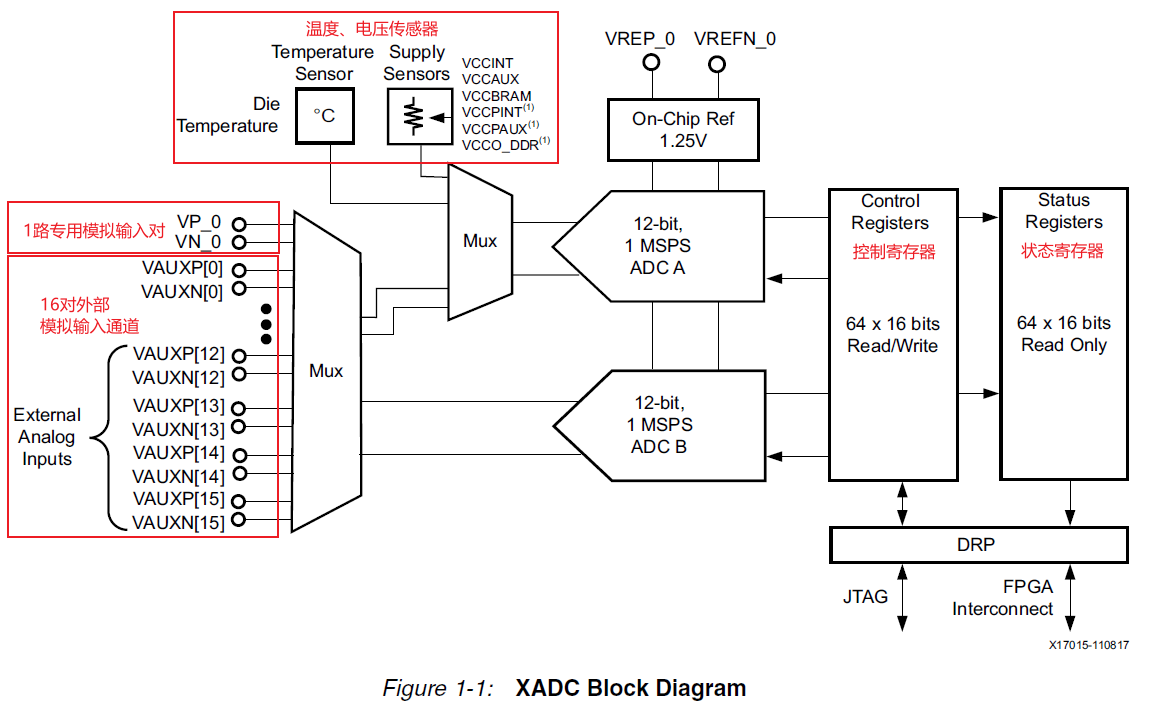 温度、电压传感器
Temperature
Sensor
Supply
Sensors
VCCINT
VCCAUX
VCCBRAM
VCCPINT(1)
VCCPAUX(1)
VCCO_DDR(1)
Die
Temperature
°C
VREP_0
VREFN_0
On-Chip Ref
1.25V
1路专用模拟输入对
VP_0
VN_0
16对外部
模拟输入通道
VAUXP[0]
VAUXN[0]
VAUXP[12]
VAUXN[12]
VAUXP[13]
VAUXN[13]
VAUXP[14]
VAUXN[14]
VAUXP[15]
VAUXN[15]
External
Analog
Inputs
Mux
Mux
12-bit,
1 MSPS
ADC A
12-bit,
1 MSPS
ADC B
Control
Registers
控制寄存器
64 x 16 bits
Read/Write
Status
Registers
状态寄存器
64 x 16 bits
Read Only
DRP
JTAG
FPGA
Interconnect
X17015-110817
Figure 1-1: XADC Block Diagram